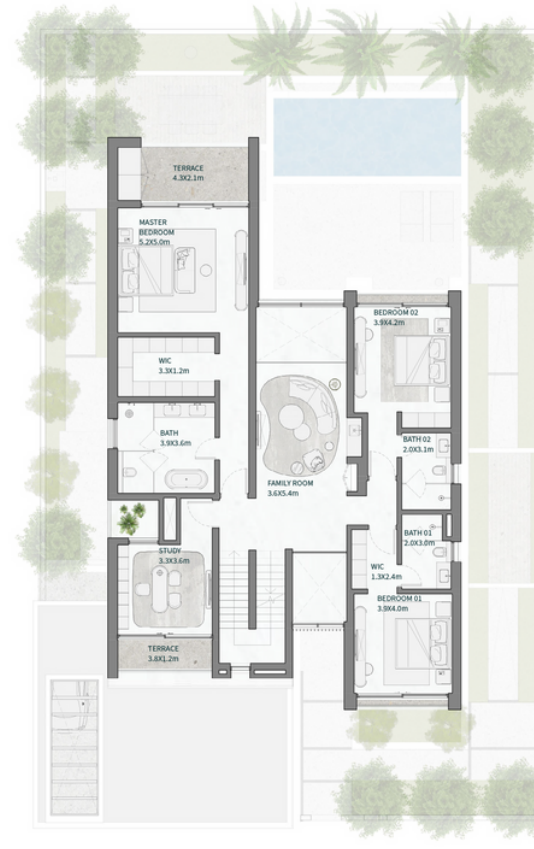 TERRACE
4.3X2.1m
MASTER
BEDROOM
5.2X5.0m
BEDROOM 02
3.9X4.2m
WIC
3.3X1.2m
BATH
3.9X3.6m
BATH 02
2.0X3.1m
FAMILY ROOM
3.6X5.4m
BATH 01
2.0X3.0m
STUDY
3.3X3.6m
WIC
1.3X2.4m
BEDROOM 01
3.9X4.0m
TERRACE
3.8X1.2m